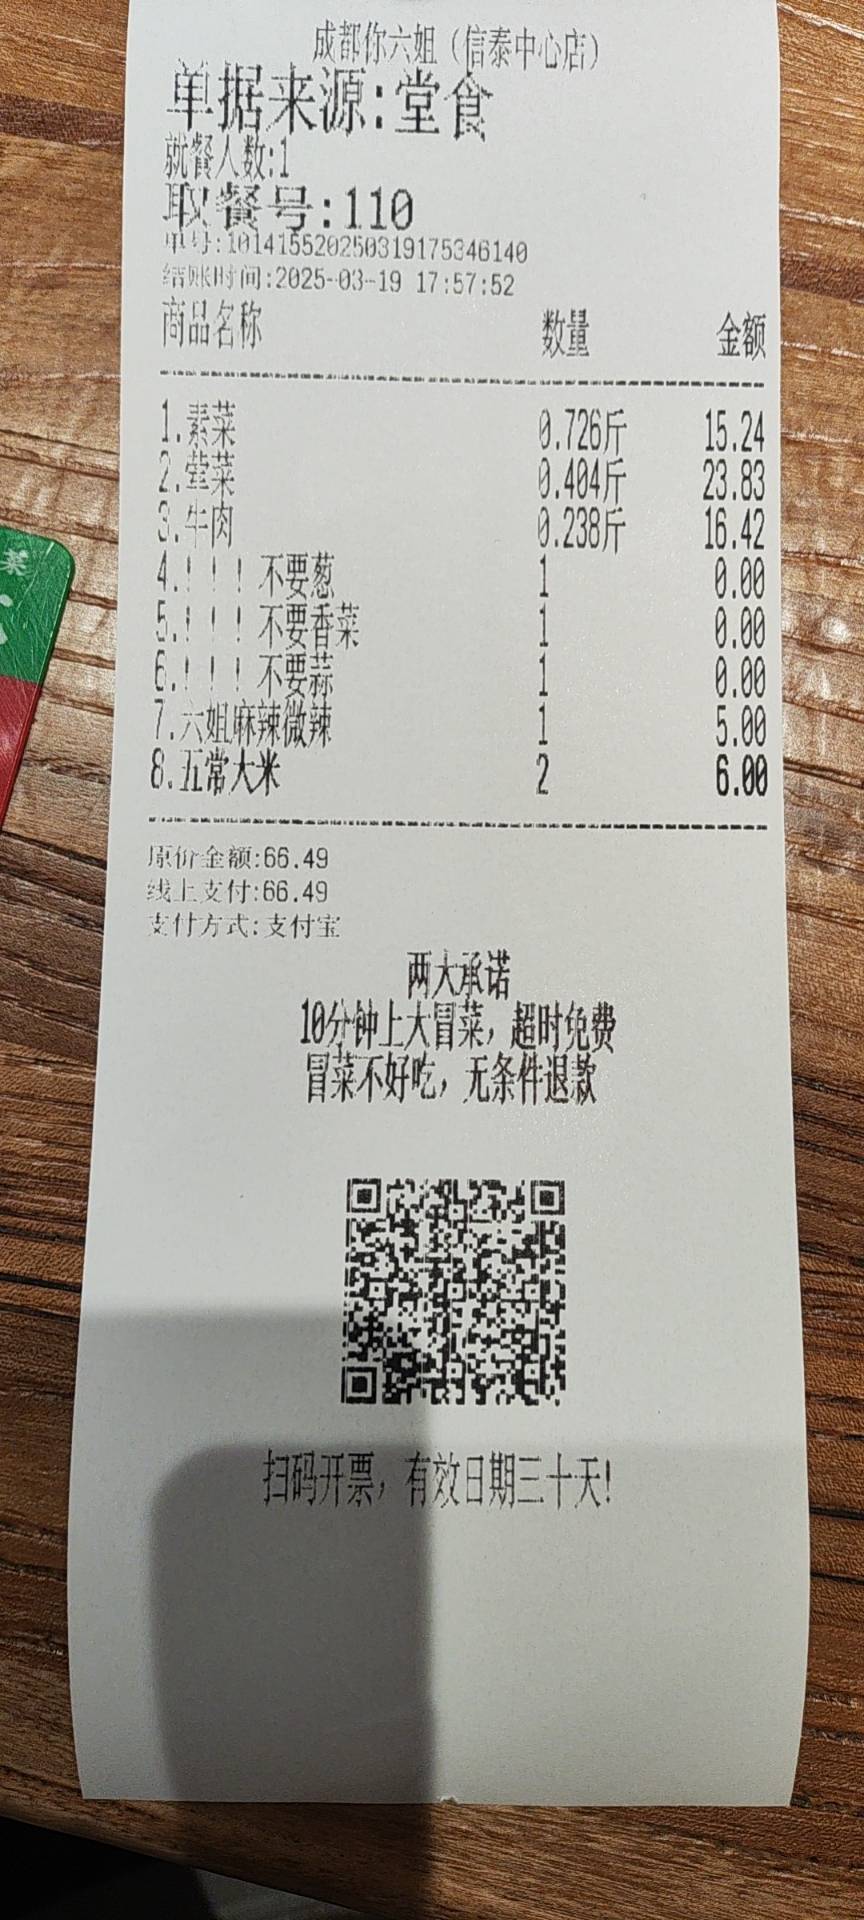 成都你六姐（信泰中心店）
单据来源:堂食
就餐人数:1
取餐号:110
单号:101415520250319175346140
结账时间:2025-03-19 17:57:52
商品名称 数量 金额
1.素菜 0.726斤 15.24
2.荤菜 0.404斤 23.83
3.牛肉 0.238斤 16.42
4.！！！不要葱 1 0.00
5.！！！不要香菜 1 0.00
6.！！！不要蒜 1 0.00
7.六姐麻辣微辣 1 5.00
8.五常大米 2 6.00
原价金额:66.49
线上支付:66.49
支付方式:支付宝
两大承诺
10分钟上大冒菜，超时免费
冒菜不好吃，无条件退款
扫码开票，有效日期三十天!
菜